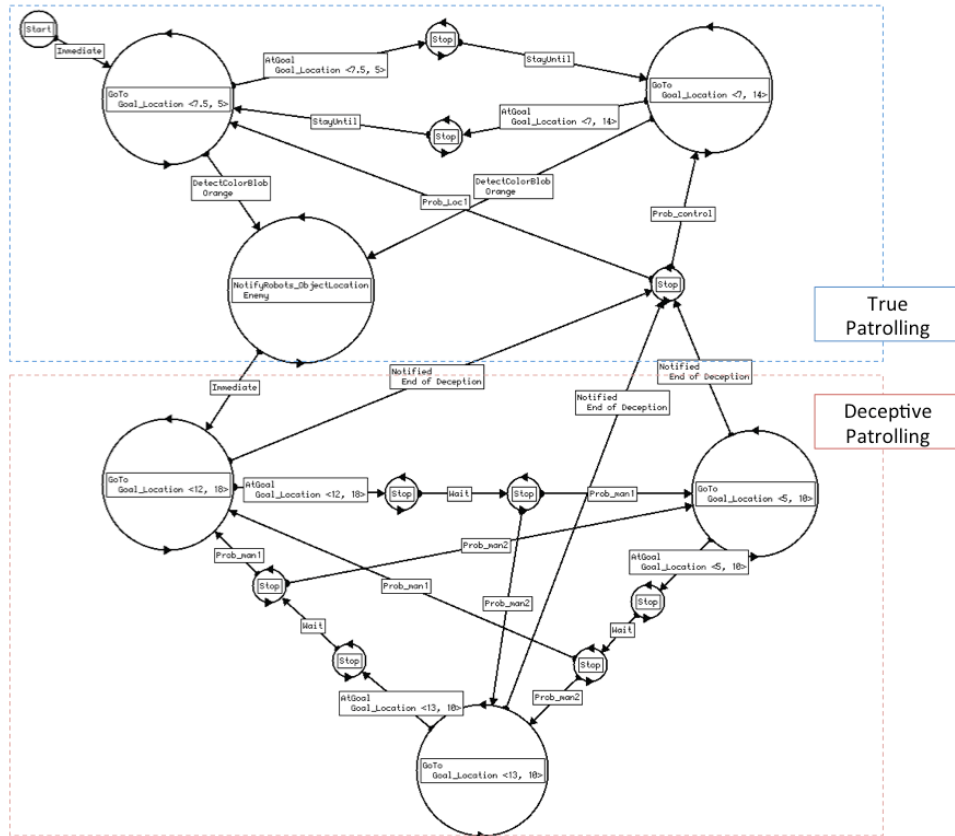 Start
Immediate
AtGoal
Goal_Location <7.5, 5>
Stop
StayUntil
GoTo
Goal_Location <7.5, 5>
GoTo
Goal_Location <7, 14>
StayUntil
Stop
AtGoal
Goal_Location <7, 14>
DetectColorBlob
Orange
DetectColorBlob
Orange
Prob_Loc1
Prob_control
NotifyRobots_ObjectLocation
Enemy
Stop
True
Patrolling
Immediate
Notified
End of Deception
Notified
End of Deception
Notified
End of Deception
Deceptive
Patrolling
GoTo
Goal_Location <12, 18>
AtGoal
Goal_Location <12, 18>
Stop
Wait
Stop
Prob_man1
GoTo
Goal_Location <5, 10>
Prob_man1
Prob_man2
AtGoal
Goal_Location <5, 10>
Stop
Prob_man1
Prob_man2
Stop
Wait
Wait
Stop
Stop
Prob_man2
AtGoal
Goal_Location <13, 10>
GoTo
Goal_Location <13, 10>